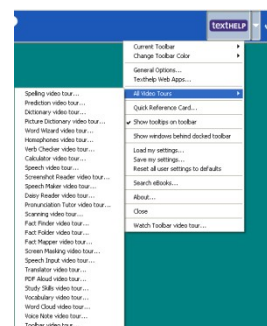 texthelp
Current Toolbar
Change Toolbar Color
General Options...
Texthelp Web Apps...
All Video Tours
Quick Reference Card...
Show tooltips on toolbar
Show windows behind docked toolbar
Load my settings...
Save my settings...
Reset all user settings to defaults
Search eBooks...
About...
Close
Watch Toolbar video tour...
Spelling video tour...
Prediction video tour...
Dictionary video tour...
Picture Dictionary video tour...
Word Wizard video tour...
Homophones video tour...
Verb Checker video tour...
Calculator video tour...
Speech video tour...
Screenshot Reader video tour...
Speech Maker video tour...
Daisy Reader video tour...
Pronunciation Tutor video tour...
Scanning video tour...
Fact Finder video tour...
Fact Folder video tour...
Fact Mapper video tour...
Screen Masking video tour...
Speech Input video tour...
Translator video tour...
PDF Aloud video tour...
Study Skills video tour...
Vocabulary video tour...
Word Cloud video tour...
Voice Note video tour...
Toolbar video tour...